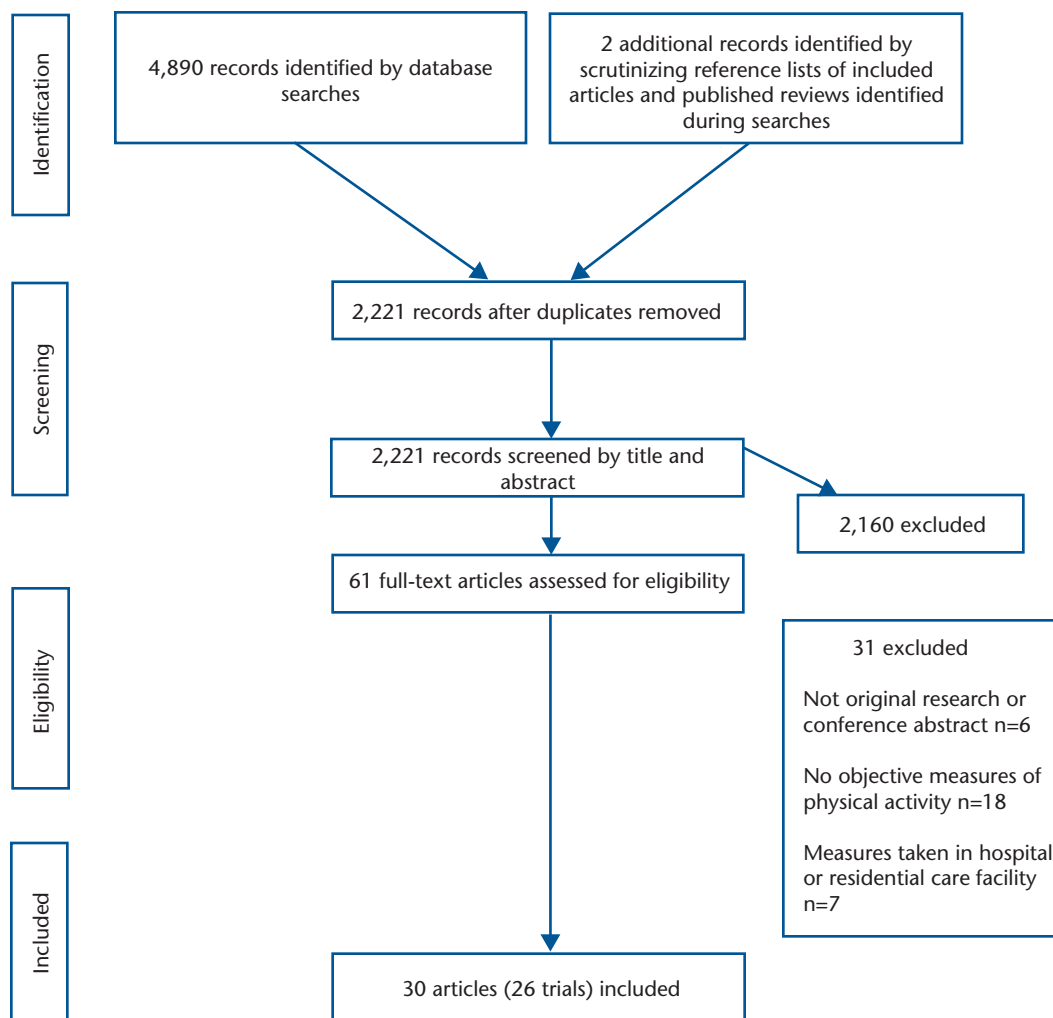 Identification
4,890 records identified by database
searches
2 additional records identified by
scrutinizing reference lists of included
articles and published reviews identified
during searches
Screening
2,221 records after duplicates removed
2,221 records screened by title and
abstract
2,160 excluded
Eligibility
61 full-text articles assessed for eligibility
31 excluded
Not original research or
conference abstract n=6
No objective measures of
physical activity n=18
Measures taken in hospital
or residential care facility
n=7
Included
30 articles (26 trials) included